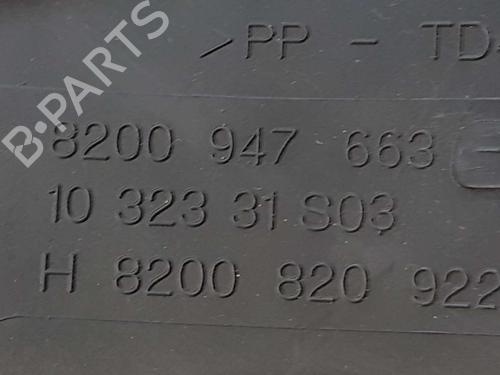 >PP - TD
8200 947 663
10 323 31 S03
H 8200 820 922
B-PARTS